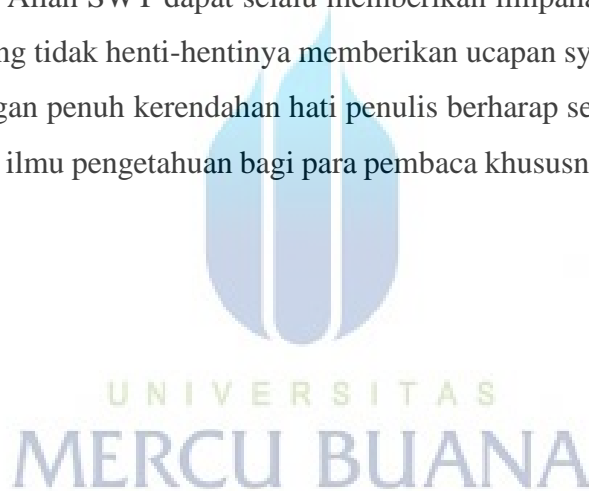 Allah SWT dapat selalu memberikan
ng tidak henti-hentinya memberikan ucapan sy
gan penuh kerendahan hati penulis berharap se
ilmu pengetahuan bagi para pembaca khususn
UNIVERSITAS
MERCU BUANA